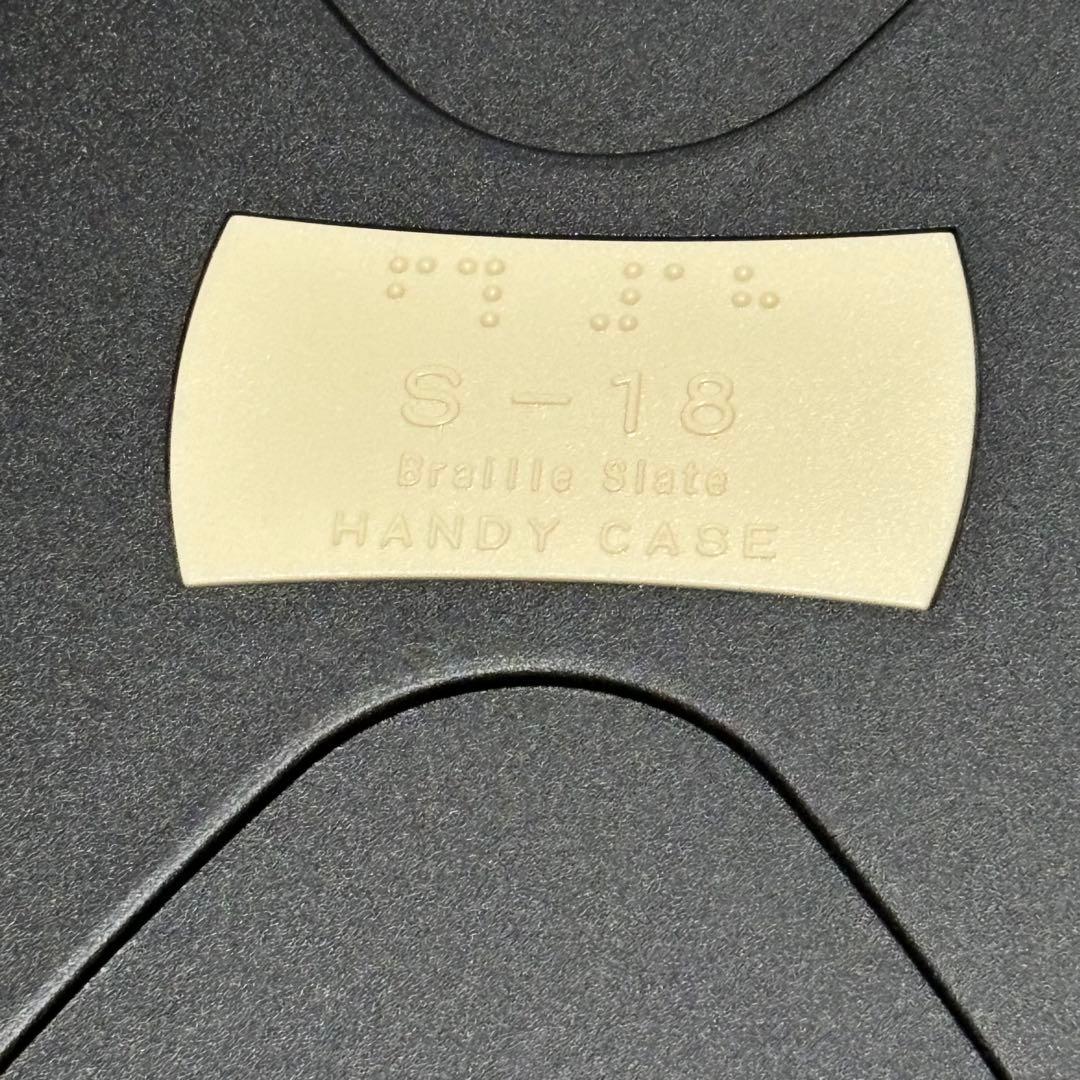 ⠋⠹ ⠼⠁⠓
S-18
Braille Slate
HANDY CASE